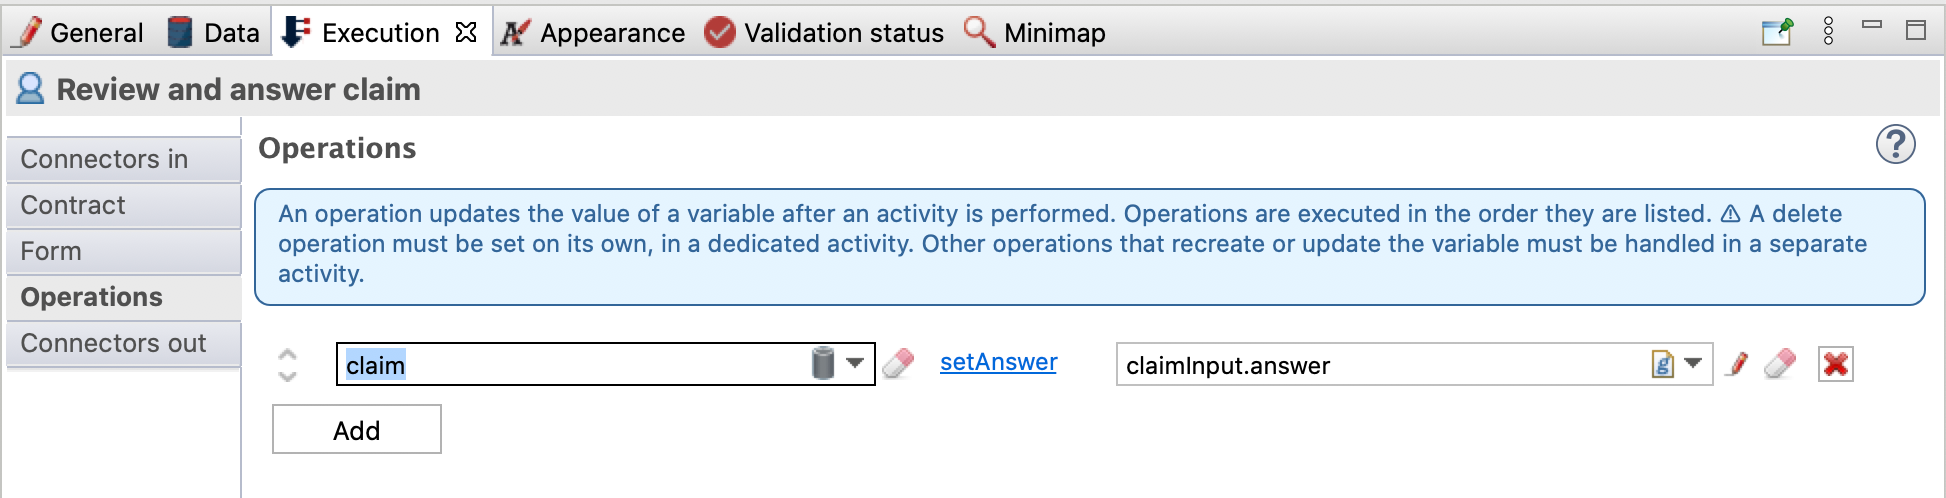 General Data Execution Appearance Validation status Minimap
Review and answer claim
Connectors in
Contract
Form
Operations
Connectors out
Operations
?
An operation updates the value of a variable after an activity is performed. Operations are executed in the order they are listed. ⚠ A delete
operation must be set on its own, in a dedicated activity. Other operations that recreate or update the variable must be handled in a separate
activity.
claim setAnswer claimInput.answer g
Add